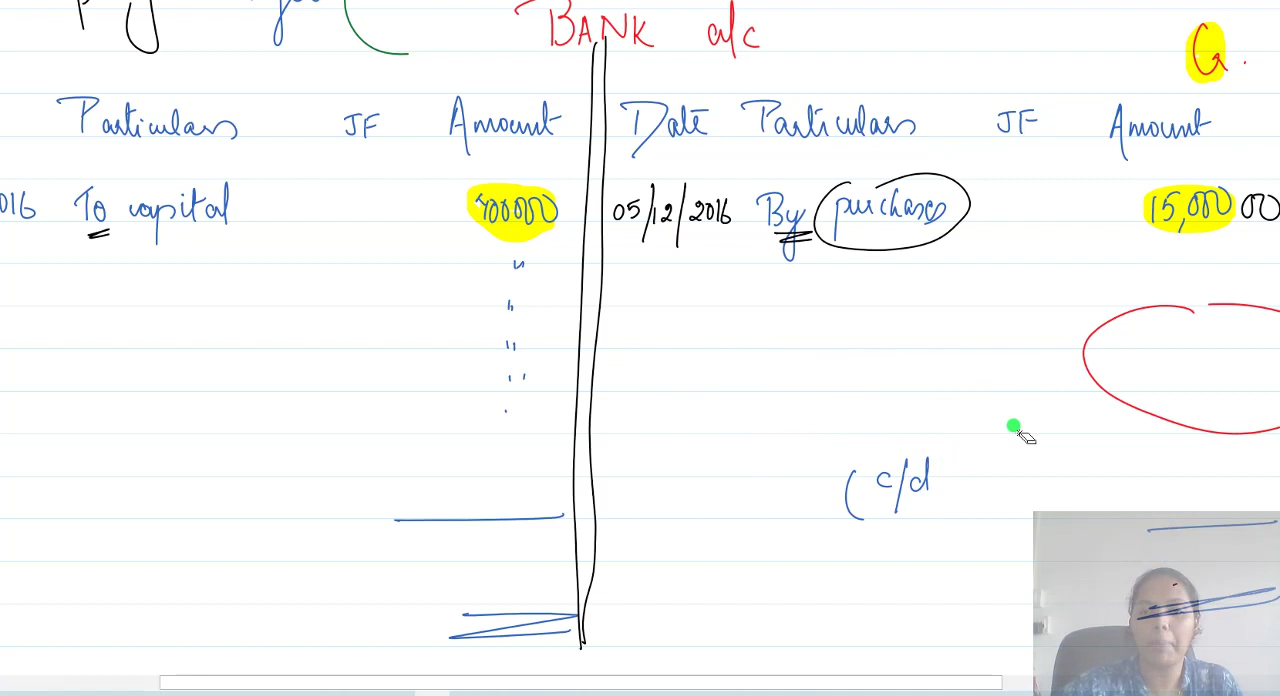 BANK a/c
Cr.
Particulars JF Amount Date Particulars JF Amount
016 To capital 400000 05/12/2016 By purchases 15,000 00
"
"
"
"
(c/d